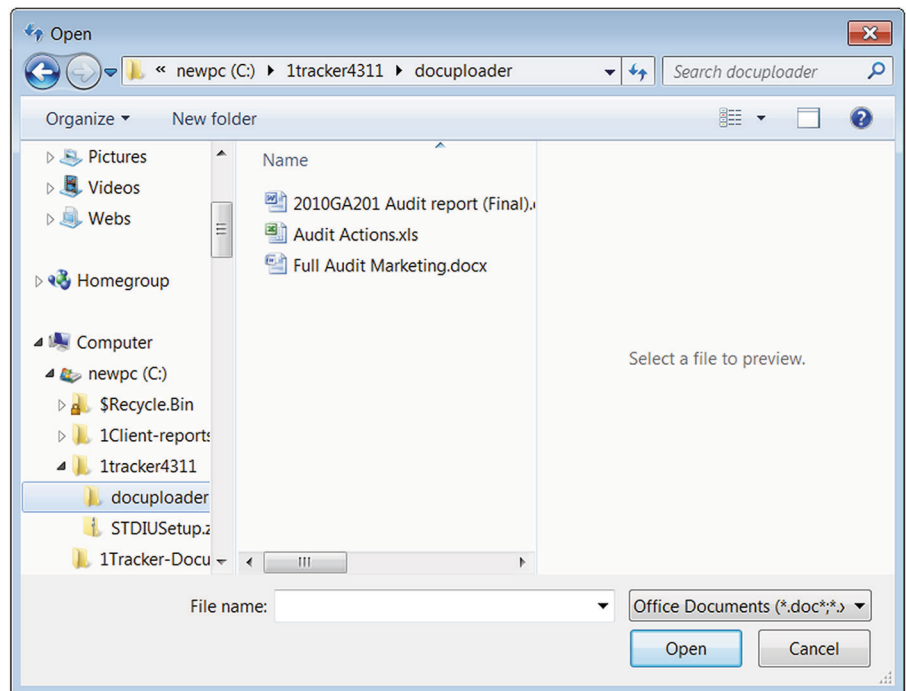 Open
« newpc (C:) ▸ 1tracker4311 ▸ docuploader
Search docuploader
Organize ▾ New folder
Pictures
Videos
Webs
Homegroup
Computer
newpc (C:)
$Recycle.Bin
1Client-reports
1tracker4311
docuploader
STDIUSetup.z
1Tracker-Docu
Name
2010GA201 Audit report (Final).
Audit Actions.xls
Full Audit Marketing.docx
Select a file to preview.
File name:
Office Documents (*.doc*;*.x
Open Cancel